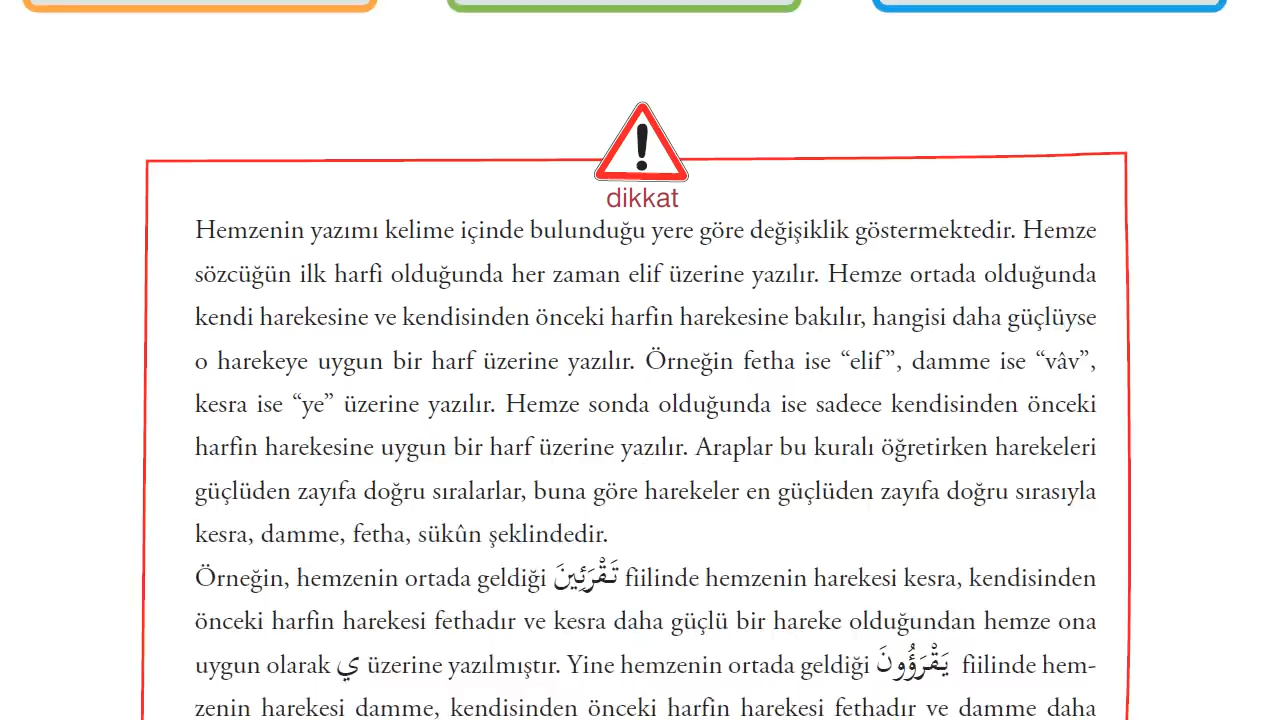 dikkat
Hemzenin yazımı kelime içinde bulunduğu yere göre değişiklik göstermektedir. Hemze
sözcüğün ilk harfi olduğunda her zaman elif üzerine yazılır. Hemze ortada olduğunda
kendi harekesine ve kendisinden önceki harfin harekesine bakılır, hangisi daha güçlüyse
o harekeye uygun bir harf üzerine yazılır. Örneğin fetha ise “elif”, damme ise “vâv”,
kesra ise “ye” üzerine yazılır. Hemze sonda olduğunda ise sadece kendisinden önceki
harfin harekesine uygun bir harf üzerine yazılır. Araplar bu kuralı öğretirken harekeleri
güçlüden zayıfa doğru sıralarlar, buna göre harekeler en güçlüden zayıfa doğru sırasıyla
kesra, damme, fetha, sükûn şeklindedir.
Örneğin, hemzenin ortada geldiği تَقْرَئِينَ fiilinde hemzenin harekesi kesra, kendisinden
önceki harfin harekesi fethadır ve kesra daha güçlü bir hareke olduğundan hemze ona
uygun olarak ي üzerine yazılmıştır. Yine hemzenin ortada geldiği يَقْرَؤُونَ fiilinde hem-
zenin harekesi damme, kendisinden önceki harfin harekesi fethadır ve damme daha